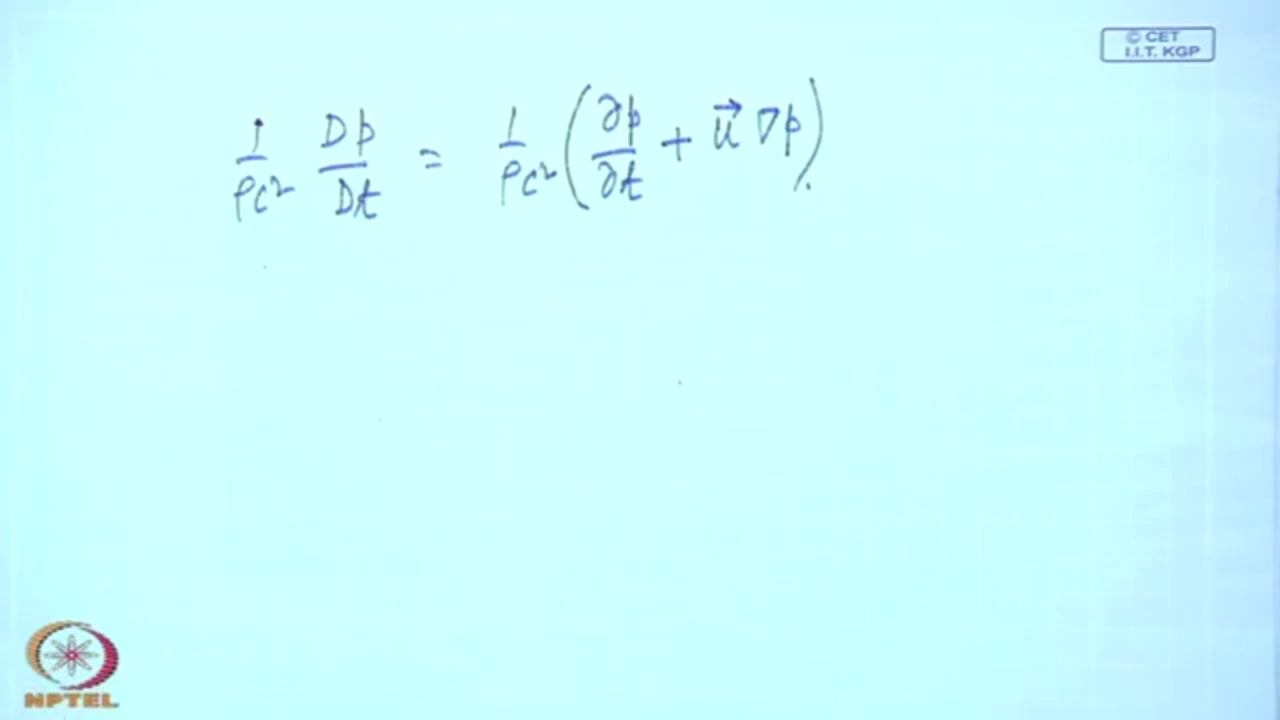 © CET
I.I.T. KGP
1/ρc² Dp/Dt = 1/ρc² (∂p/∂t + u⃗ ∇p)
NPTEL